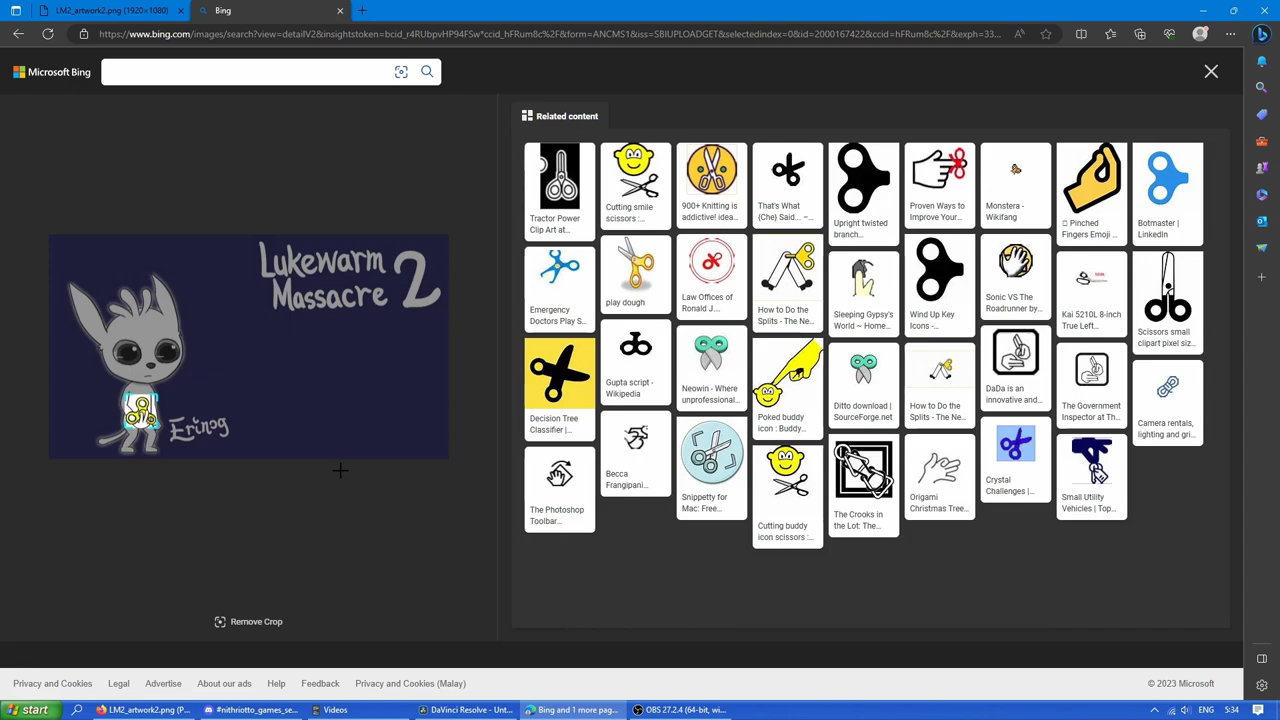 LM2_artwork2.png (1920×1080)
Bing
https://www.bing.com/images/search?view=detailV2&insightstoken=bcid_r4RUbpvHP94FSw*ccid_hFRum8c%2F&form=ANCMS1&iss=SBIUPLOADGET&selectedindex=0&id=2000167422&ccid=hFRum8c%2F&exph=33...
Microsoft Bing
Related content
Lukewarm
Massacre 2
Erinog
Remove Crop
Tractor Power
Clip Art at...
Cutting smile
scissors :...
900+ Knitting is
addictive! idea...
That's What
{Che} Said... –...
Upright twisted
branch...
Proven Ways to
Improve Your...
Monstera -
Wikifang
Pinched
Fingers Emoji ...
Botmaster |
LinkedIn
Emergency
Doctors Play S...
play dough
Law Offices of
Ronald J....
How to Do the
Splits - The Ne...
Sleeping Gypsy's
World ~ Home...
Wind Up Key
Icons -...
Sonic VS The
Roadrunner by...
Kai 5210L 8-inch
True Left...
Scissors small
clipart pixel siz...
Decision Tree
Classifier |...
Gupta script -
Wikipedia
Neowin - Where
unprofessional...
Poked buddy
icon : Buddy...
Ditto download |
SourceForge.net
How to Do the
Splits - The Ne...
DaDa is an
innovative and...
The Government
Inspector at Th...
Camera rentals,
lighting and gri...
The Photoshop
Toolbar...
Becca
Frangipani...
Snippetty for
Mac: Free...
Cutting buddy
icon scissors :...
The Crooks in
the Lot: The...
Origami
Christmas Tree...
Crystal
Challenges |...
Small Utility
Vehicles | Top...
Privacy and Cookies
Legal
Advertise
About our ads
Help
Feedback
Privacy and Cookies (Malay)
© 2023 Microsoft
start
LM2_artwork2.png (P...
#nithriotto_games_se...
Videos
DaVinci Resolve - Unt...
Bing and 1 more pag...
OBS 27.2.4 (64-bit, wi...
ENG
5:34